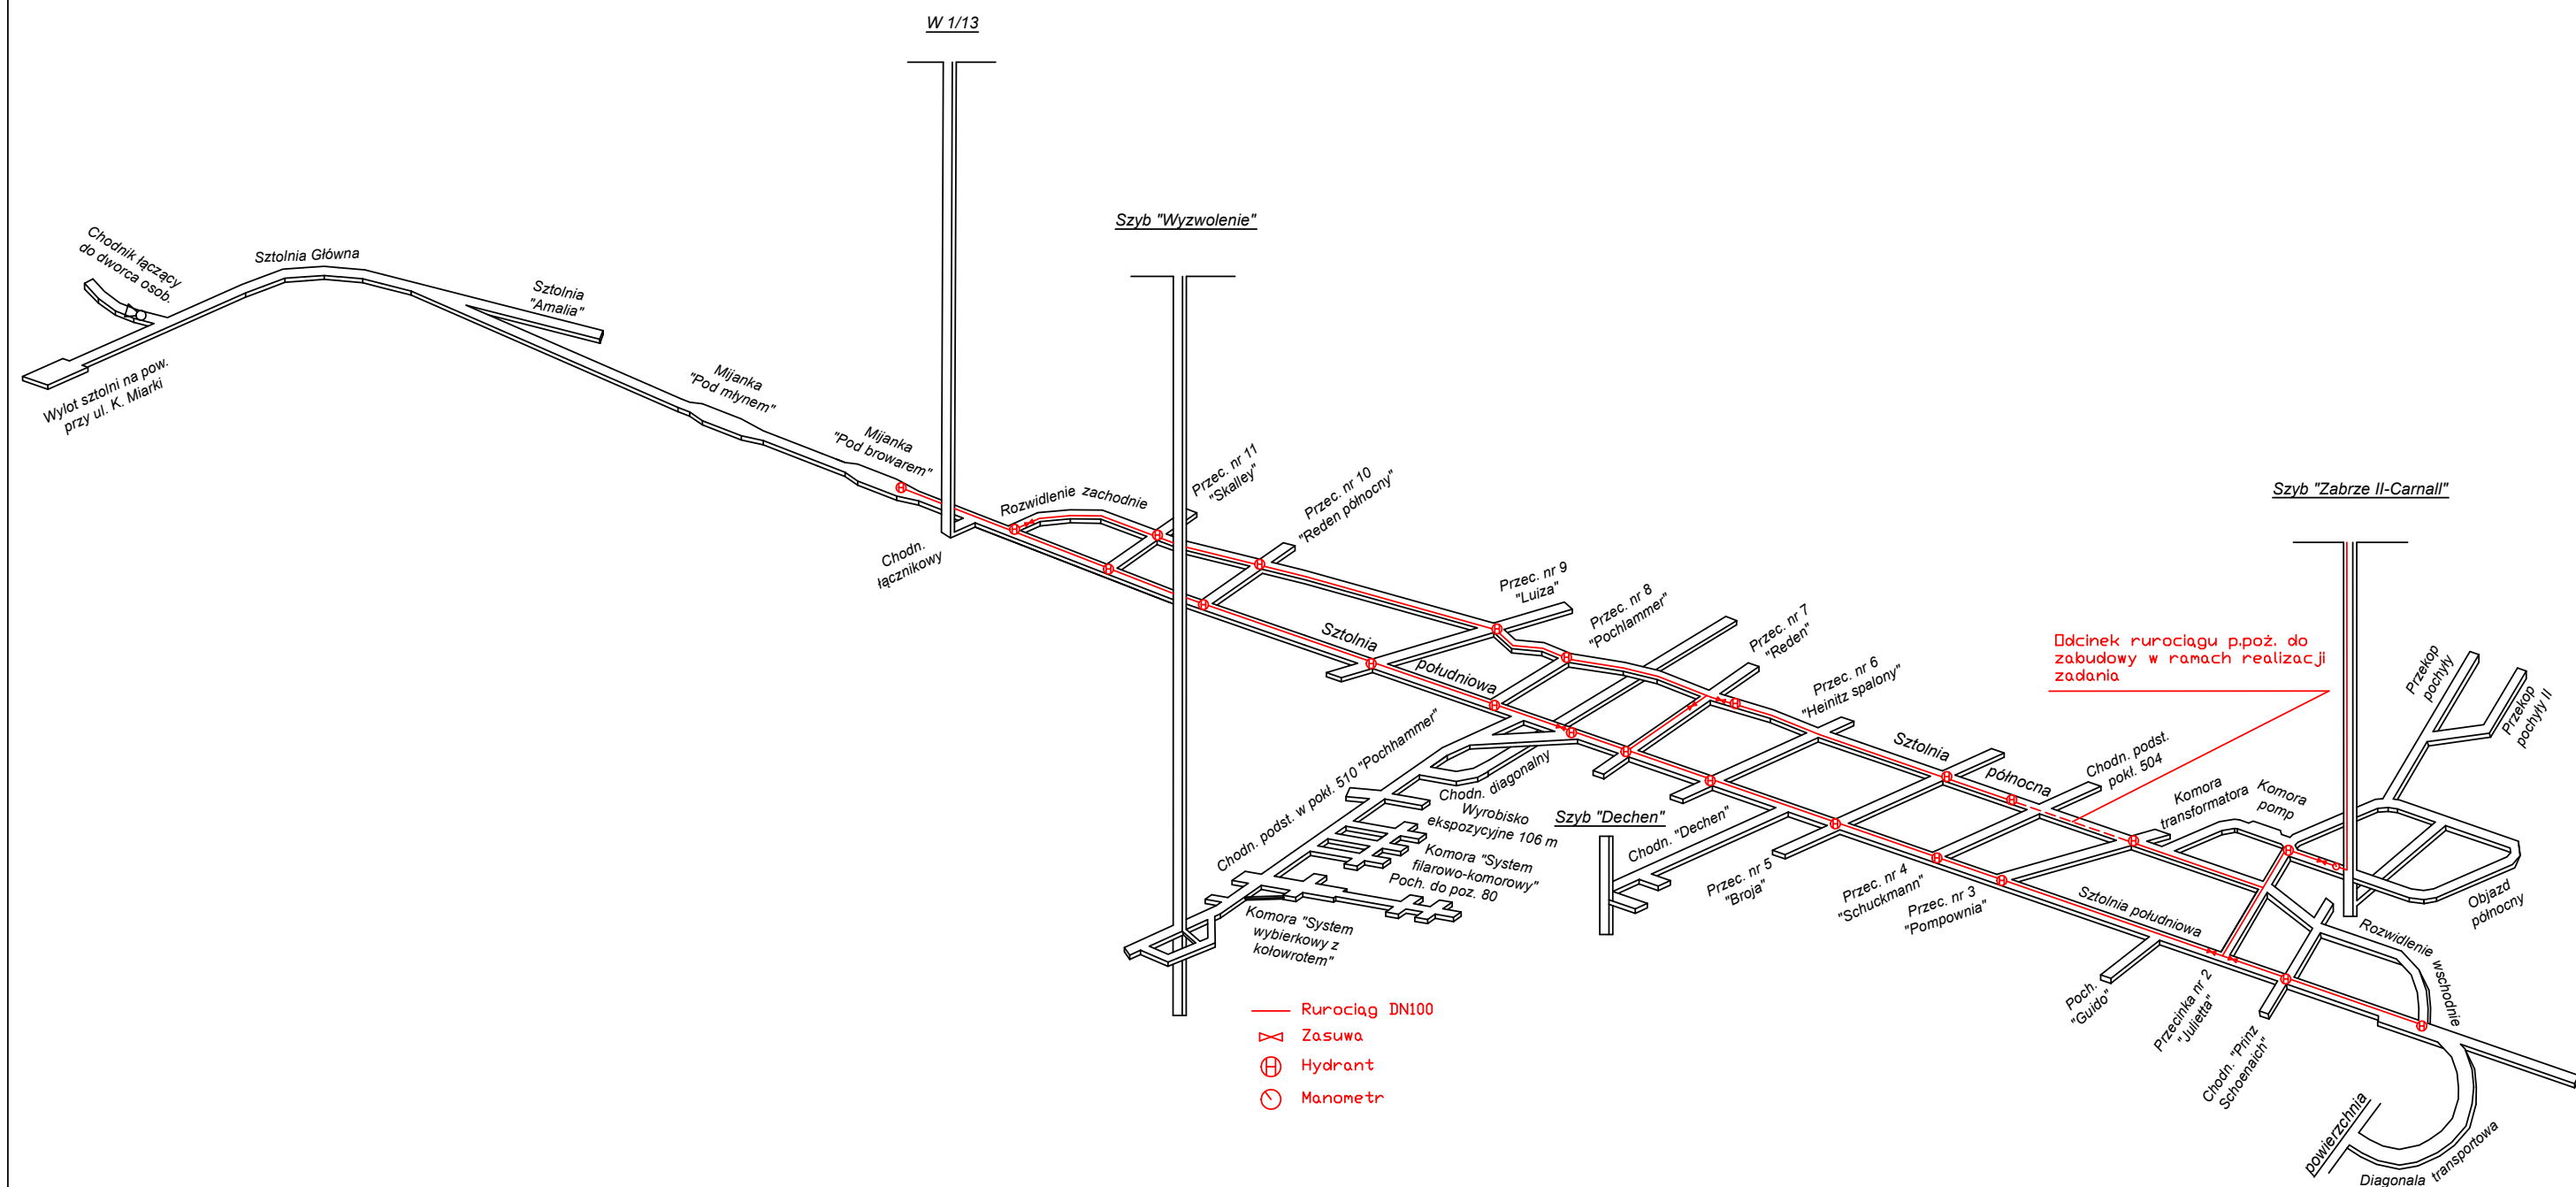 W 1/13
Szyb "Wyzwolenie"
Chodnik łączący
do dworca osob.
Sztolnia Główna
Sztolnia
"Amalia"
Wylot sztolni na pow.
przy ul. K. Miarki
Mijanka
"Pod młynem"
Mijanka
"Pod browarem"
Chodn.
łącznikowy
Rozwidlenie zachodnie
Przec. nr 11
"Skalley"
Przec. nr 10
"Reden północny"
Przec. nr 9
"Luiza"
Przec. nr 8
"Pochlammer"
Przec. nr 7
"Reden"
Przec. nr 6
"Heinitz spalony"
Sztolnia
południowa
Sztolnia
północna
Szyb "Zabrze II-Carnall"
Odcinek rurociągu p.poż. do
zabudowy w ramach realizacji
zadania
Przekop
pochyły
Przekop
pochyły II
Chodn. podst.
pokł. 504
Komora
transformatora
Komora
pomp
Chodn. podst. w pokł. 510 "Pochhammer"
Chodn. diagonalny
Wyrobisko
ekspozycyjne 106 m
Komora "System
filarowo-komorowy"
Poch. do poz. 80
Komora "System
wybierkowy z
kołowrotem"
Szyb "Dechen"
Chodn. "Dechen"
Przec. nr 5
"Broja"
Przec. nr 4
"Schuckmann"
Przec. nr 3
"Pompownia"
Sztolnia południowa
Poch.
"Guido"
Przecinka nr 2
"Julietta"
Chodn. "Prinz
Schoenaich"
Rozwidlenie wschodnie
Objazd
północny
powierzchnia
Diagonala transportowa
Rurociąg DN100
Zasuwa
Hydrant
Manometr